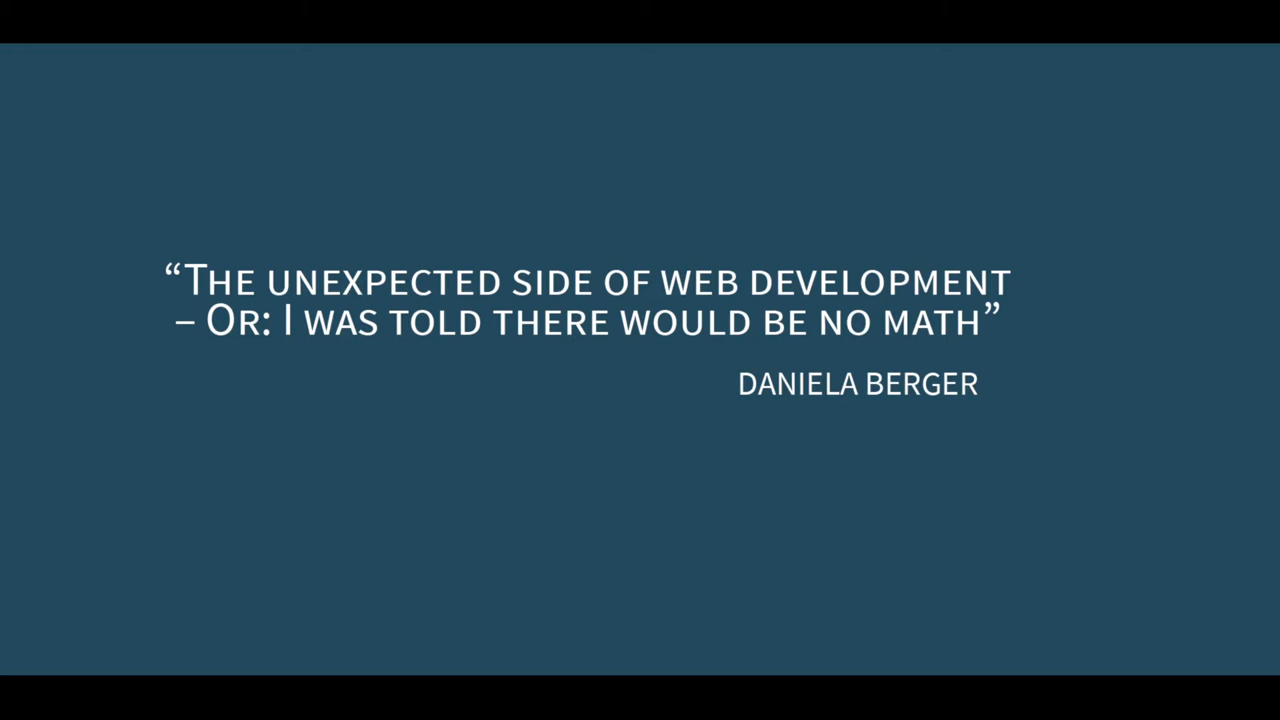 “The unexpected side of web development
– Or: I was told there would be no math”
DANIELA BERGER